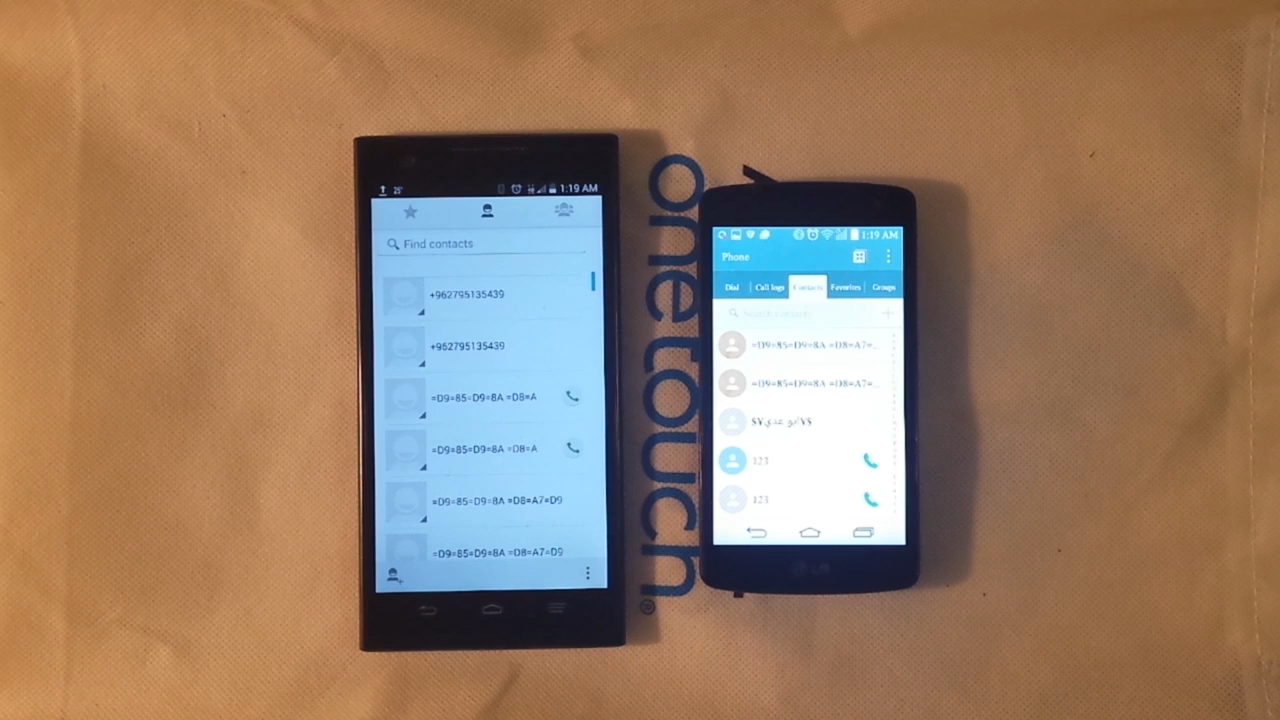 25°
1:19 AM
Find contacts
+962795135439
+962795135439
=D9=85=D9=8A =D8=A
=D9=85=D9=8A =D8=A
=D9=85=D9=8A =D8=A7=D9
=D9=85=D9=8A =D8=A7=D9
onetouch®
1:19 AM
Phone
Dial
Call logs
Contacts
Favorites
Groups
Search contacts
=D9=85=D9=8A =D8=A7=...
=D9=85=D9=8A =D8=A7=...
123
123
LG